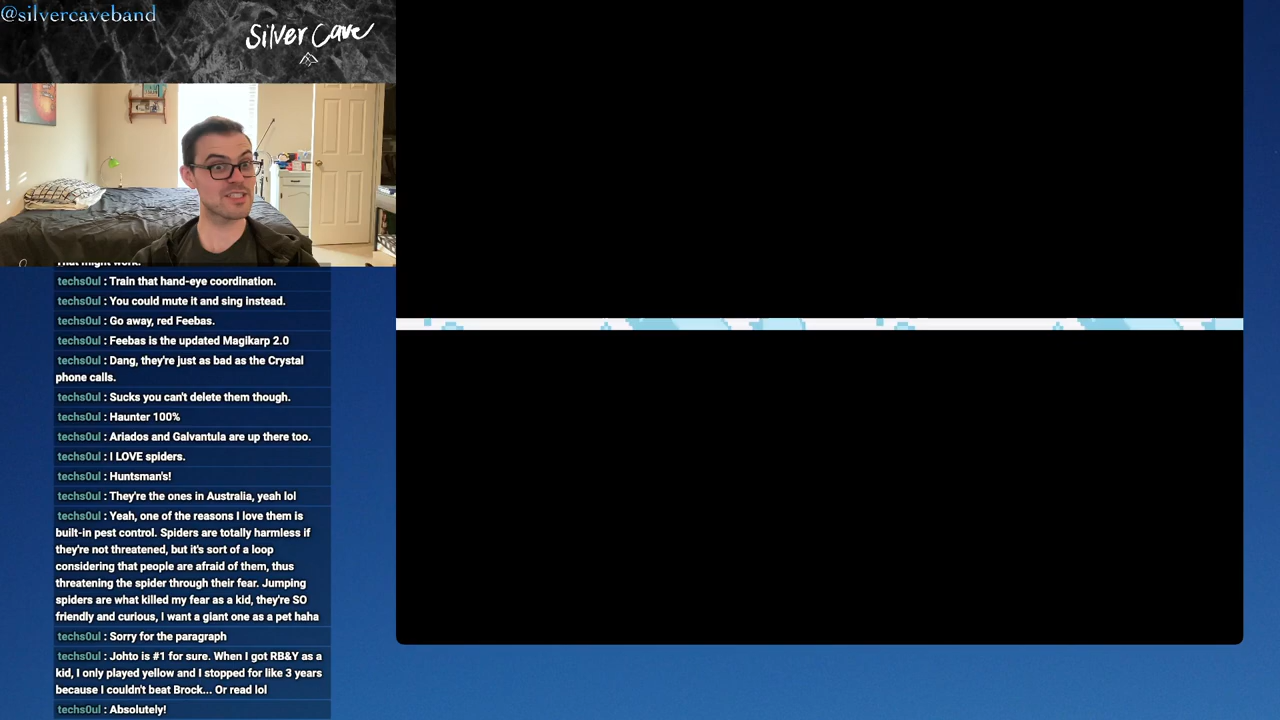 @silvercaveband
Silver Cave
That might work.
techs0ul : Train that hand-eye coordination.
techs0ul : You could mute it and sing instead.
techs0ul : Go away, red Feebas.
techs0ul : Feebas is the updated Magikarp 2.0
techs0ul : Dang, they're just as bad as the Crystal
phone calls.
techs0ul : Sucks you can't delete them though.
techs0ul : Haunter 100%
techs0ul : Ariados and Galvantula are up there too.
techs0ul : I LOVE spiders.
techs0ul : Huntsman's!
techs0ul : They're the ones in Australia, yeah lol
techs0ul : Yeah, one of the reasons I love them is
built-in pest control. Spiders are totally harmless if
they're not threatened, but it's sort of a loop
considering that people are afraid of them, thus
threatening the spider through their fear. Jumping
spiders are what killed my fear as a kid, they're SO
friendly and curious, i want a giant one as a pet haha
techs0ul : Sorry for the paragraph
techs0ul : Johto is #1 for sure. When I got RB&Y as a
kid, I only played yellow and I stopped for like 3 years
because I couldn't beat Brock... Or read lol
techs0ul : Absolutely!